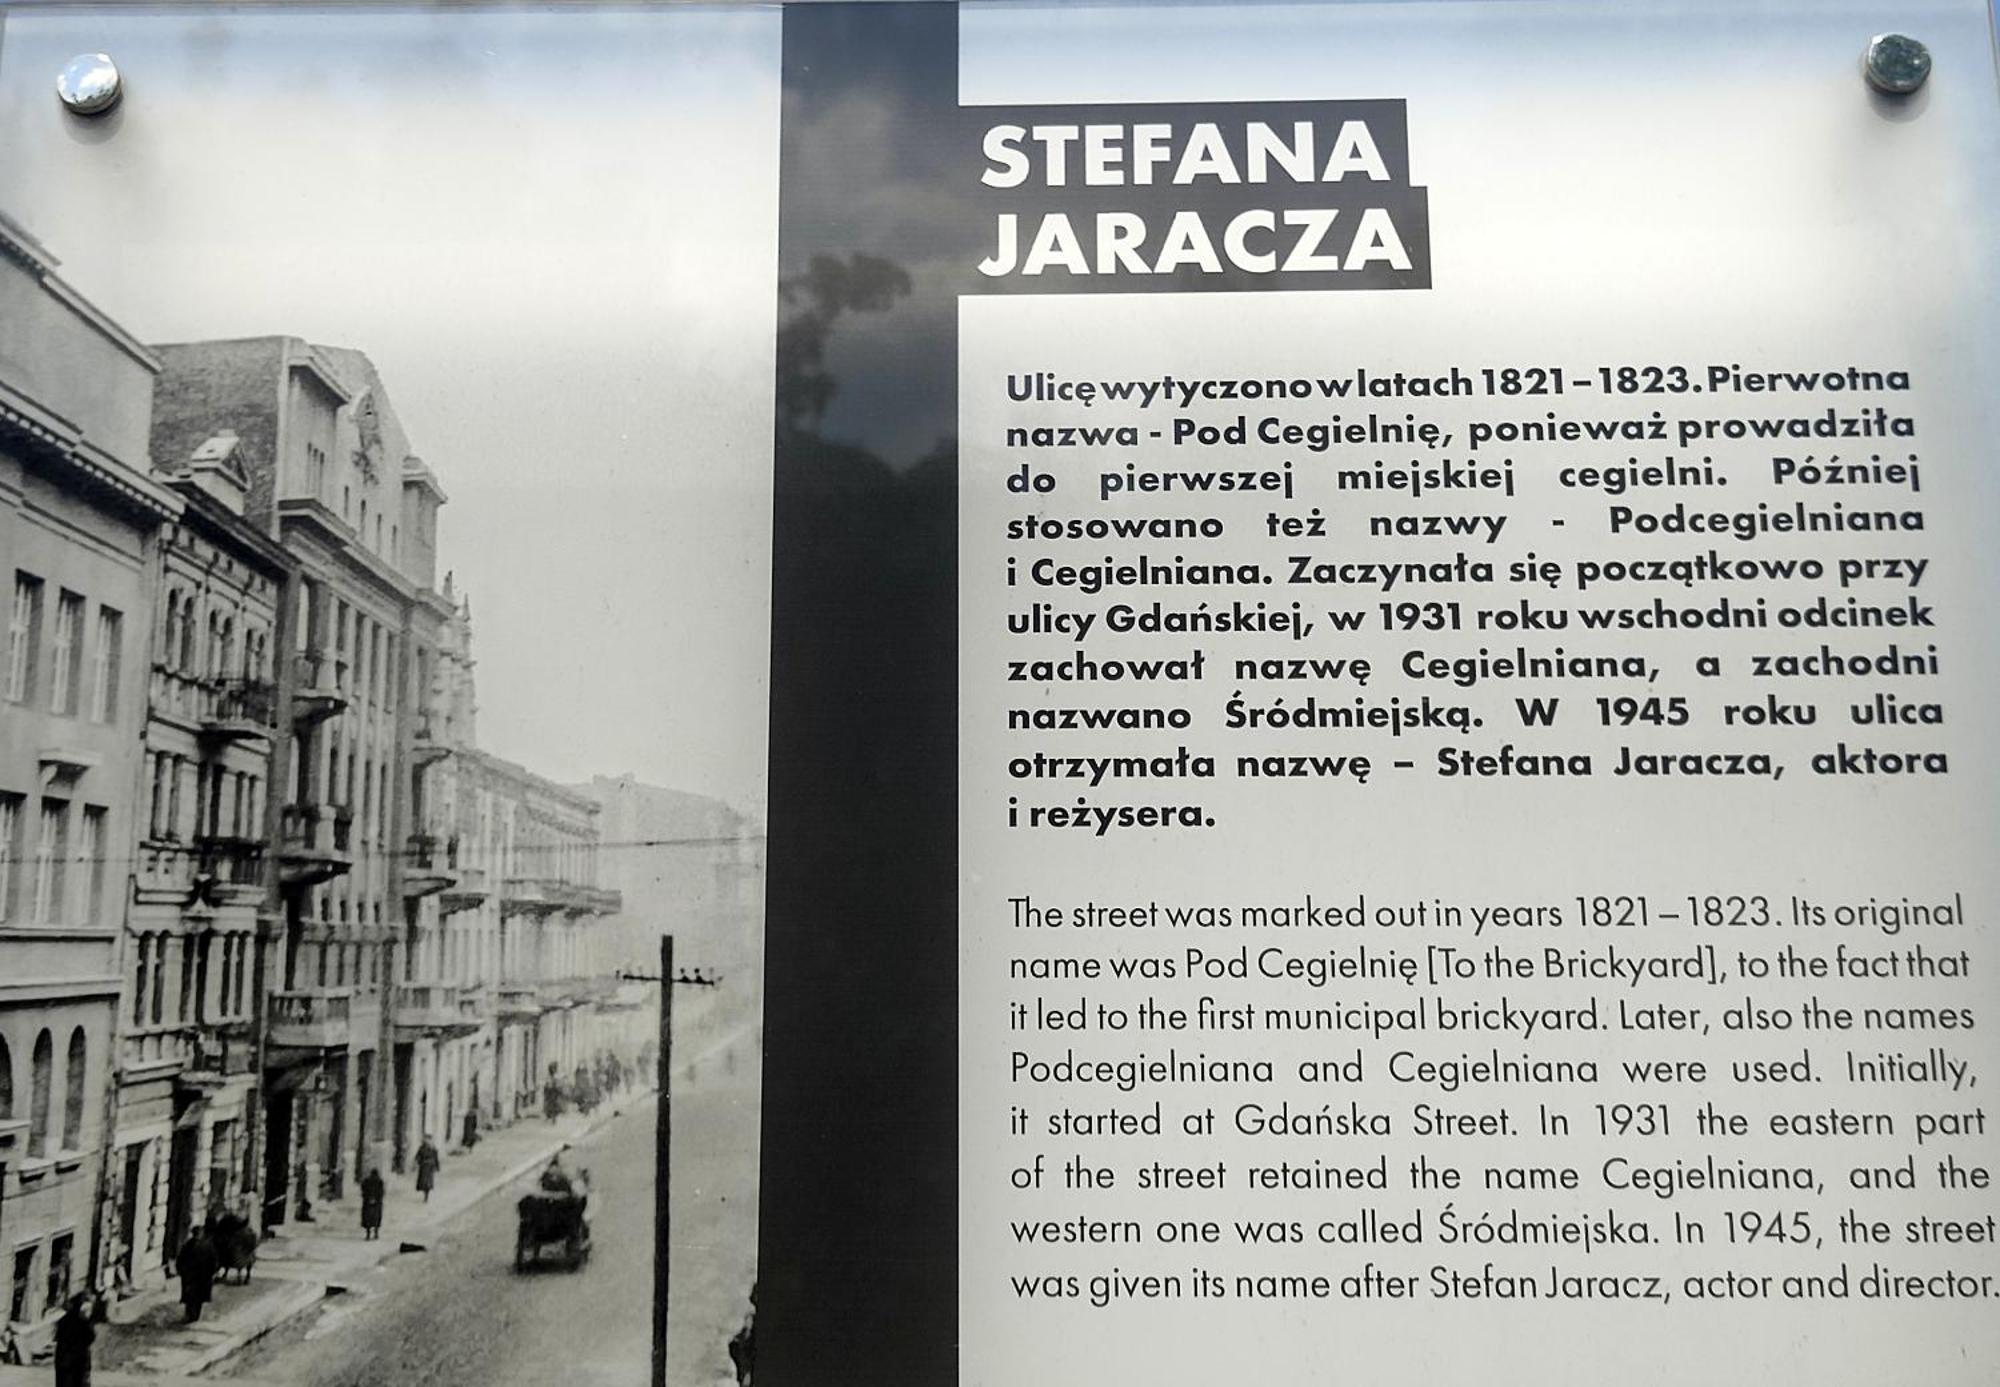 STEFANA
JARACZA
Ulicę wytyczono w latach 1821 – 1823. Pierwotna
nazwa - Pod Cegielnię, ponieważ prowadziła
do pierwszej miejskiej cegielni. Później
stosowano też nazwy - Podcegielniana
i Cegielniana. Zaczynała się początkowo przy
ulicy Gdańskiej, w 1931 roku wschodni odcinek
zachował nazwę Cegielniana, a zachodni
nazwano Śródmiejską. W 1945 roku ulica
otrzymała nazwę – Stefana Jaracza, aktora
i reżysera.
The street was marked out in years 1821 – 1823. Its original
name was Pod Cegielnię [To the Brickyard], to the fact that
it led to the first municipal brickyard. Later, also the names
Podcegielniana and Cegielniana were used. Initially,
it started at Gdańska Street. In 1931 the eastern part
of the street retained the name Cegielniana, and the
western one was called Śródmiejska. In 1945, the street
was given its name after Stefan Jaracz, actor and director.